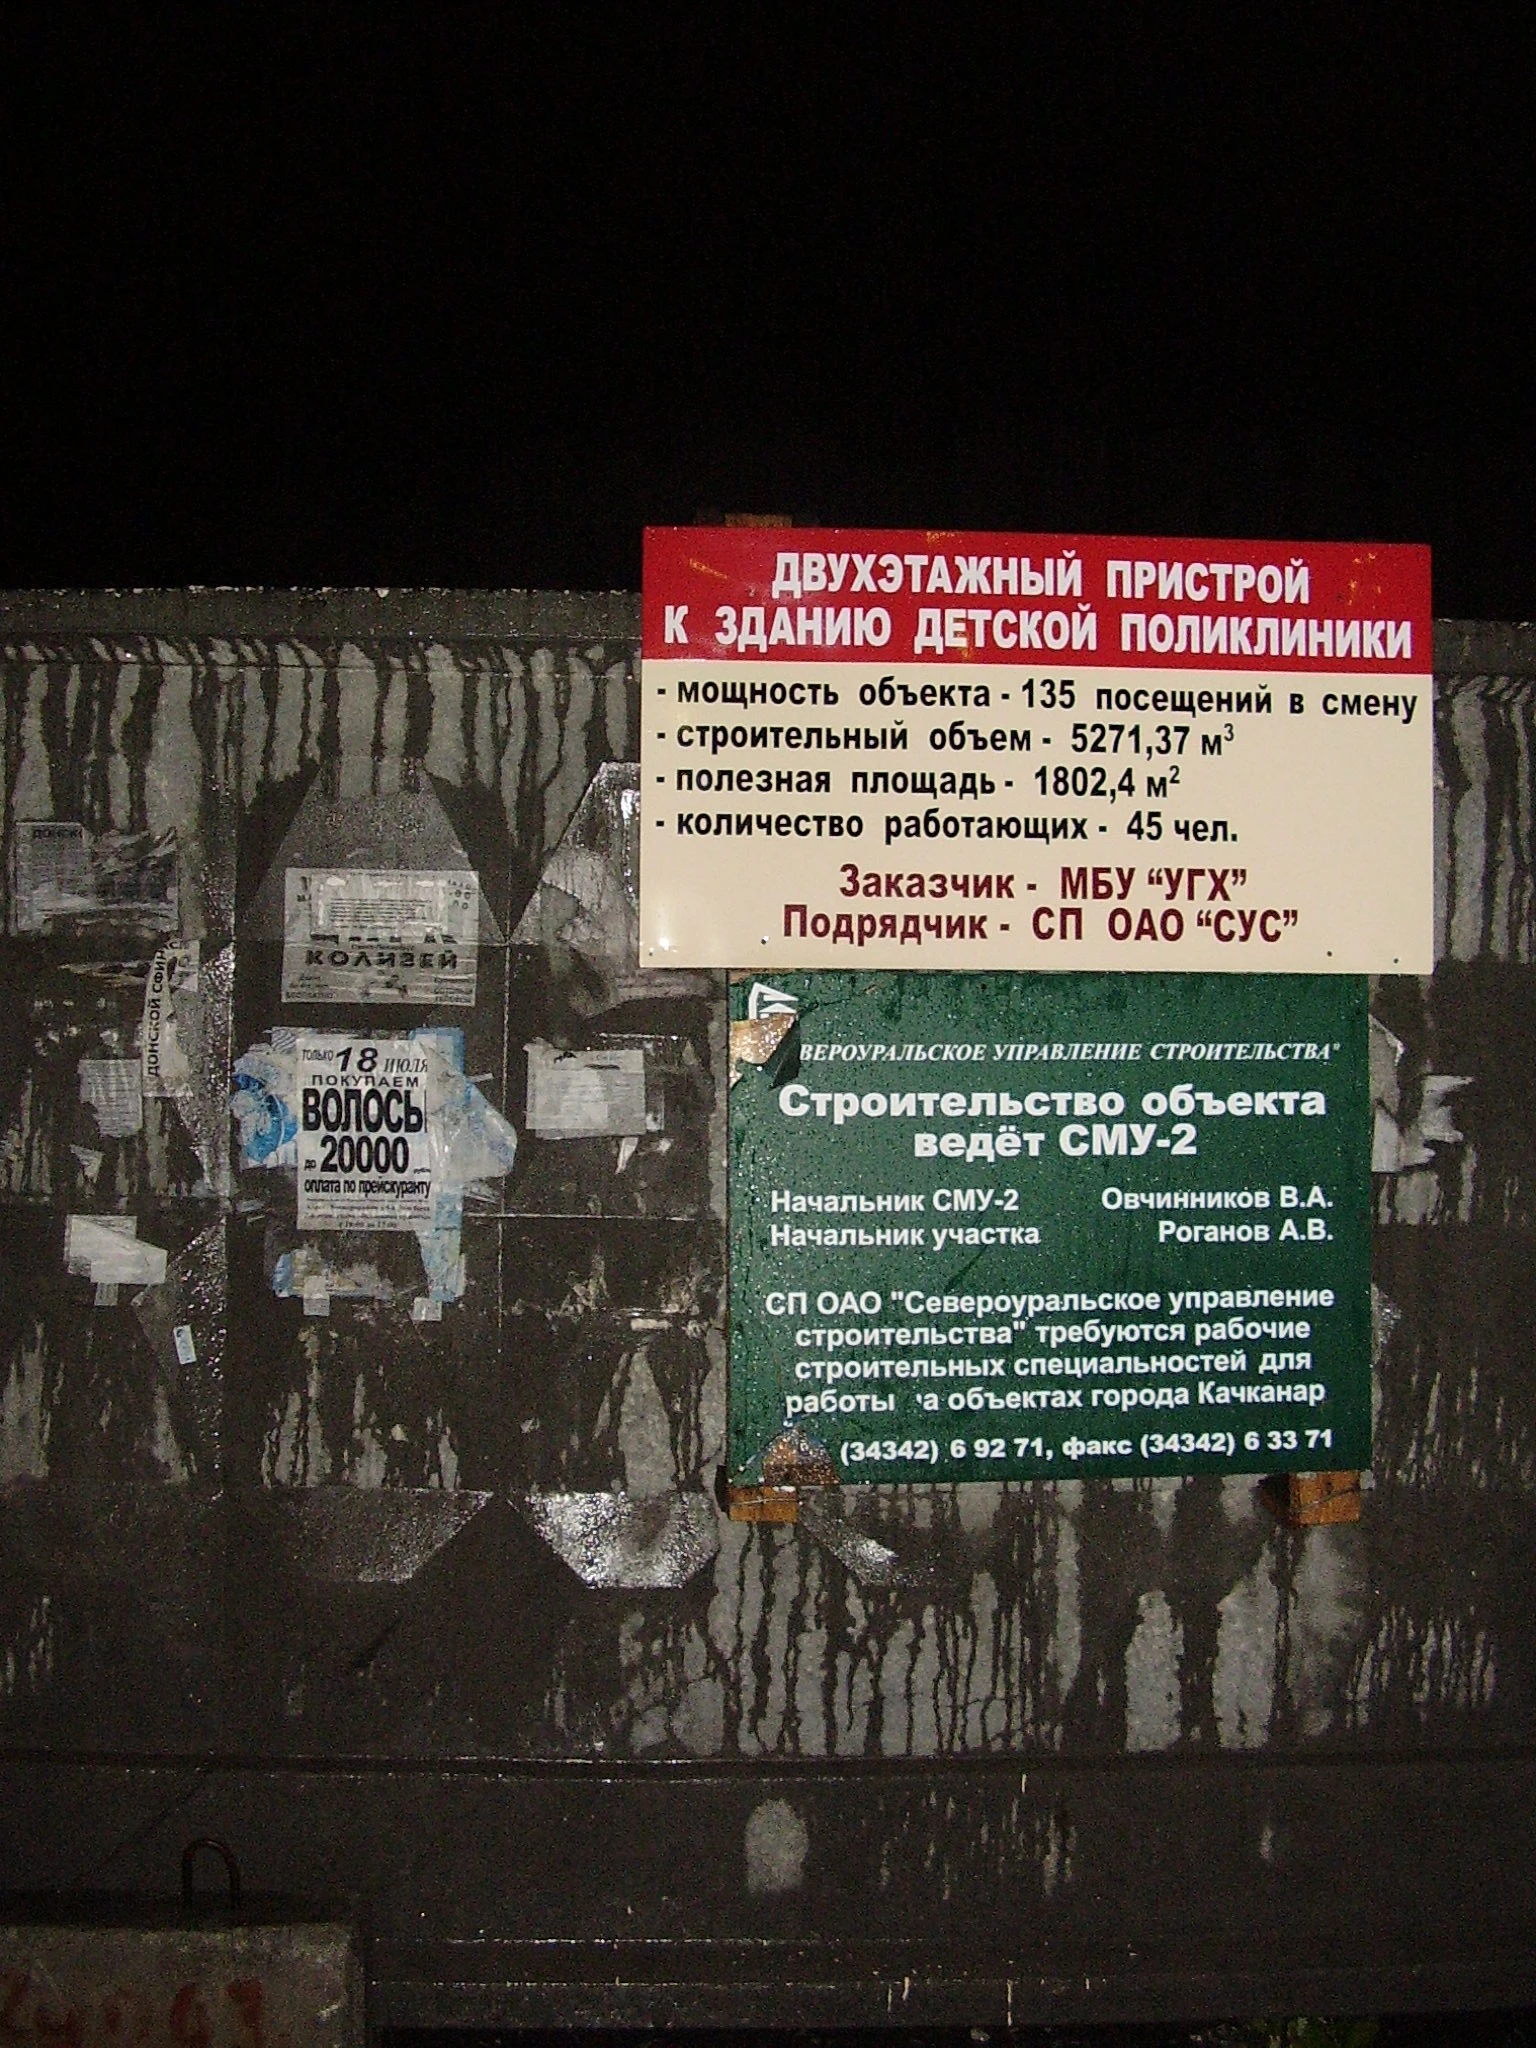 ДВУХЭТАЖНЫЙ ПРИСТРОЙ
К ЗДАНИЮ ДЕТСКОЙ ПОЛИКЛИНИКИ
- мощность объекта - 135 посещений в смену
- строительный объем - 5271,37 м³
- полезная площадь - 1802,4 м²
- количество работающих - 45 чел.
Заказчик - МБУ “УГХ”
Подрядчик - СП ОАО “СУС”
ВЕРОУРАЛЬСКОЕ УПРАВЛЕНИЕ СТРОИТЕЛЬСТВА"
Строительство объекта
ведёт СМУ-2
Начальник СМУ-2 Овчинников В.А.
Начальник участка Роганов А.В.
СП ОАО "Североуральское управление
строительства" требуются рабочие
строительных специальностей для
работы а объектах города Качканар
(34342) 6 92 71, факс (34342) 6 33 71
КОЛИЗЕЙ
БЕСПЛАТНО
ДОНСКОЙ СФИН
только 18 ИЮЛЯ
ПОКУПАЕМ
ВОЛОСЫ
до 20000
оплата по прейскуранту